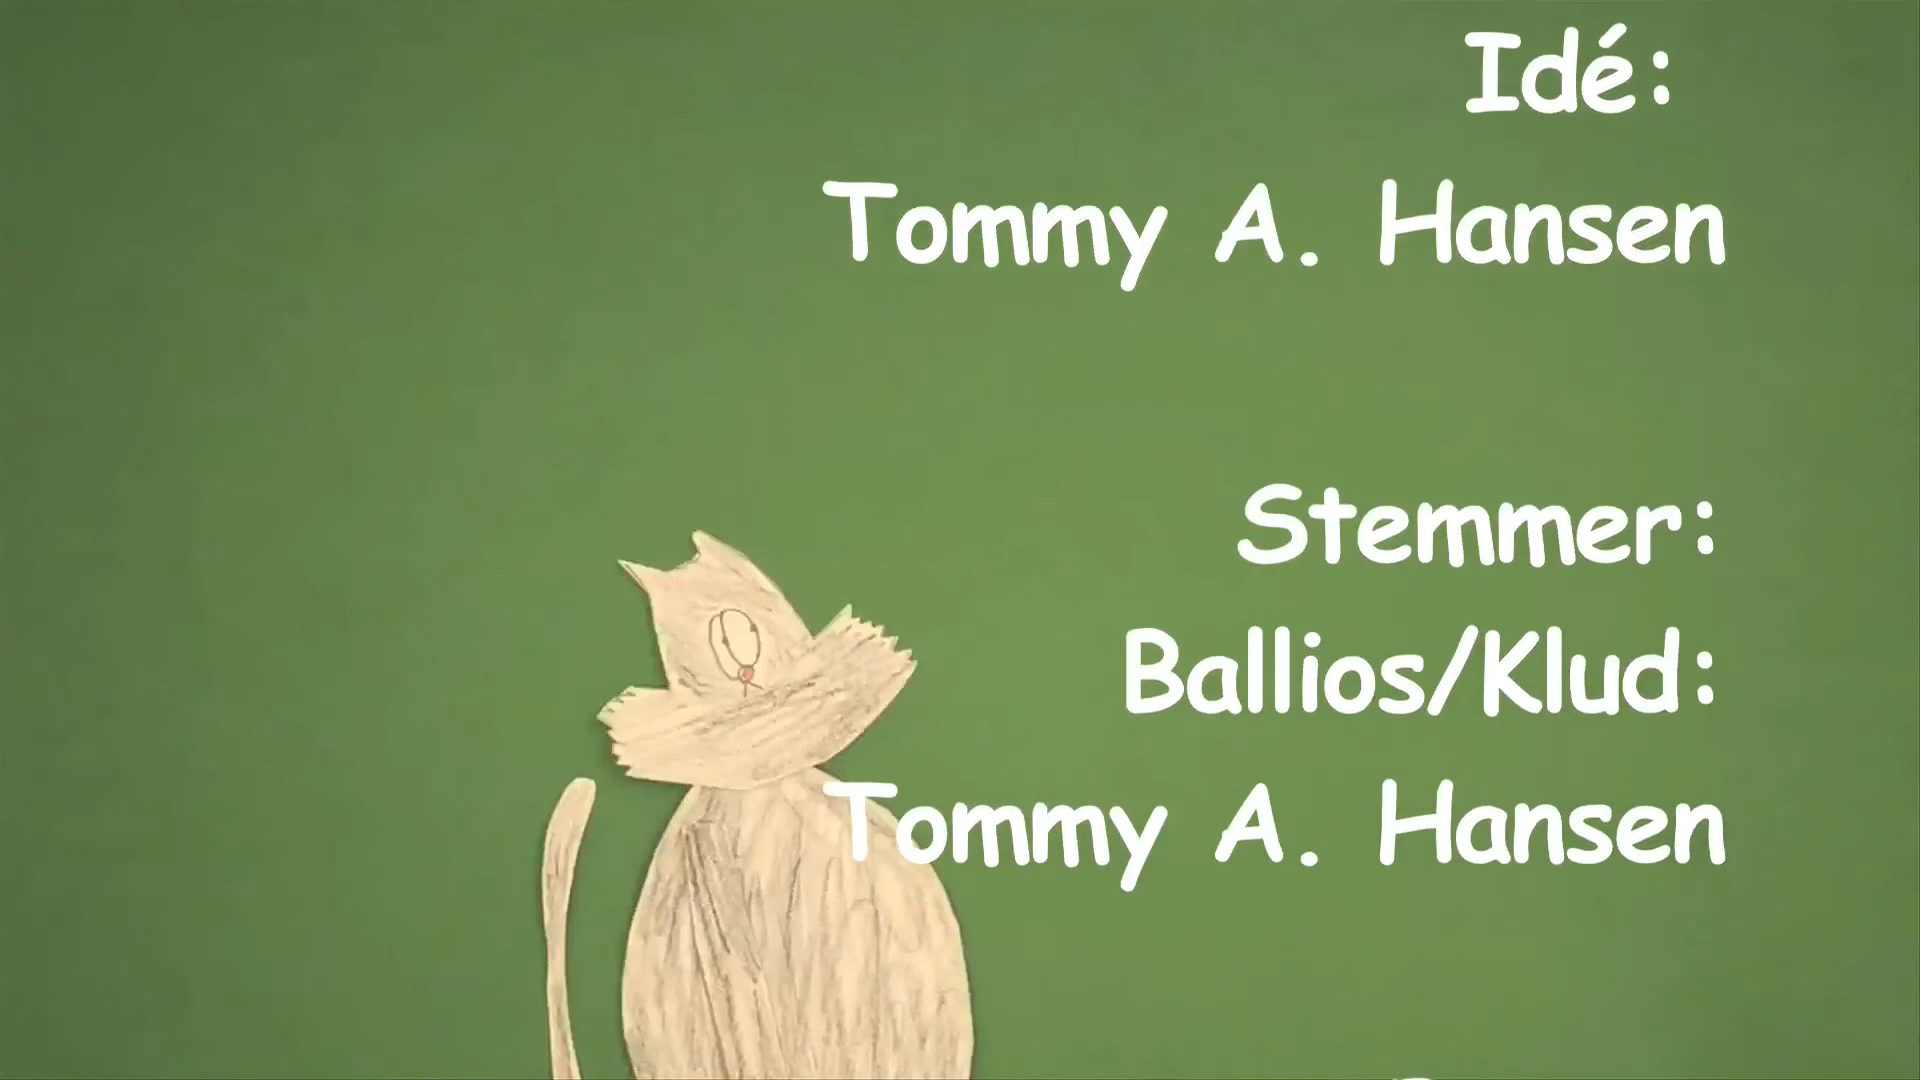 Idé:
Tommy A. Hansen
Stemmer:
Ballios/Klud:
Tommy A. Hansen